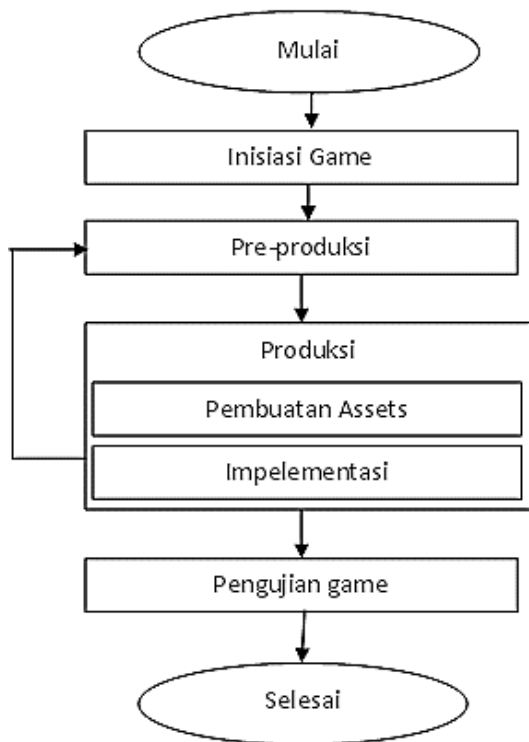 Mulai
Inisiasi Game
Pre-produksi
Produksi
Pembuatan Assets
Impelementasi
Pengujian game
Selesai